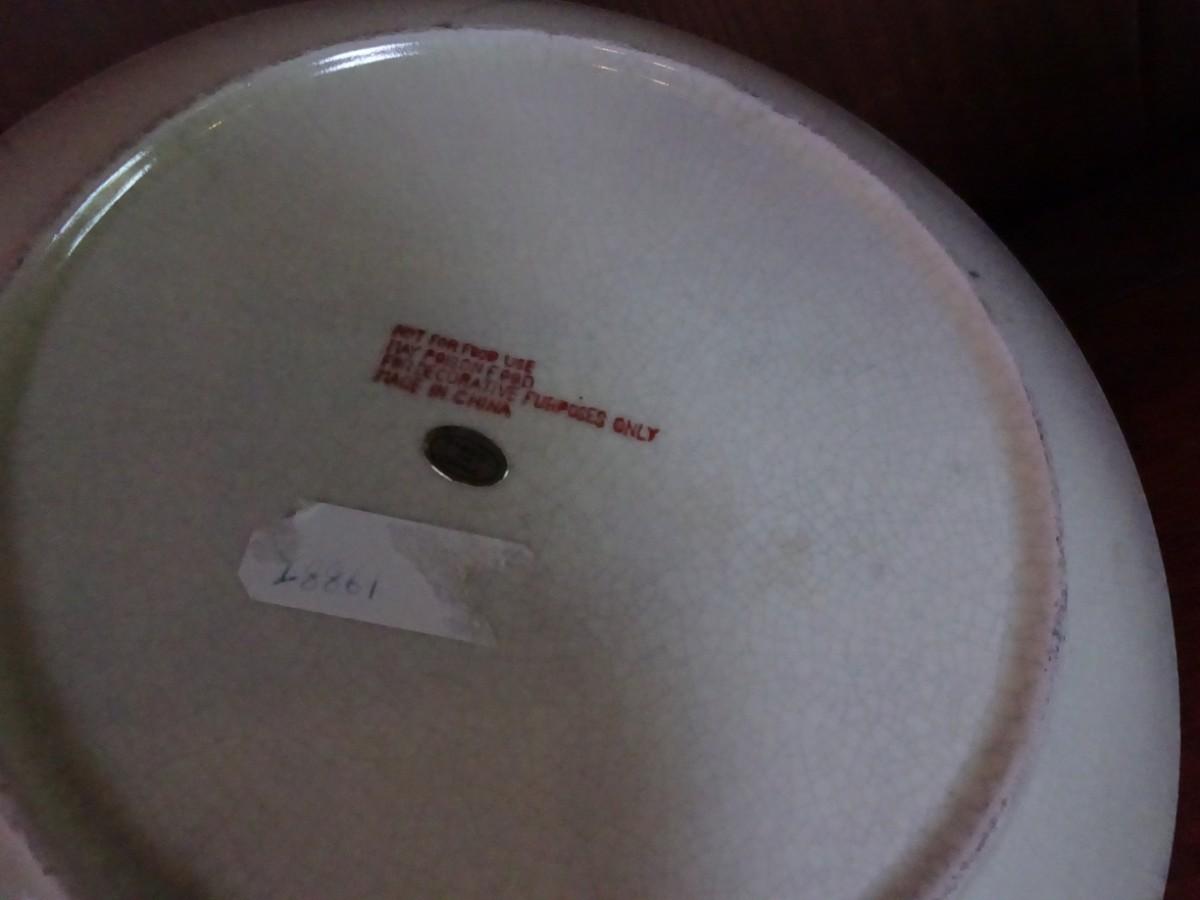 NOT FOR FOOD USE
MAY POISON FOOD
FOR DECORATIVE PURPOSES ONLY
MADE IN CHINA